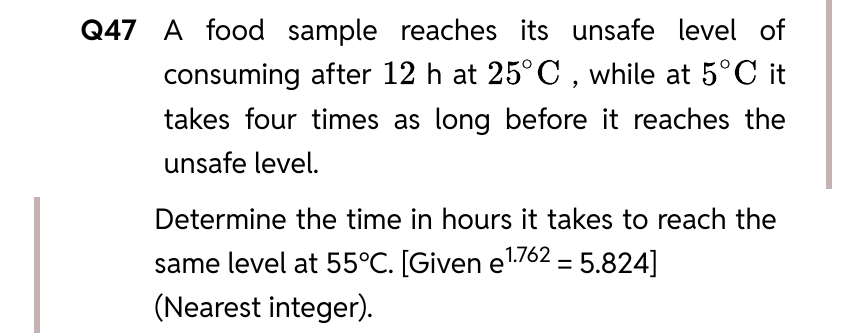 Q47 A food sample reaches its unsafe level of
consuming after 12 h at 25°C , while at 5°C it
takes four times as long before it reaches the
unsafe level.
Determine the time in hours it takes to reach the
same level at 55°C. [Given e^1.762 = 5.824]
(Nearest integer).